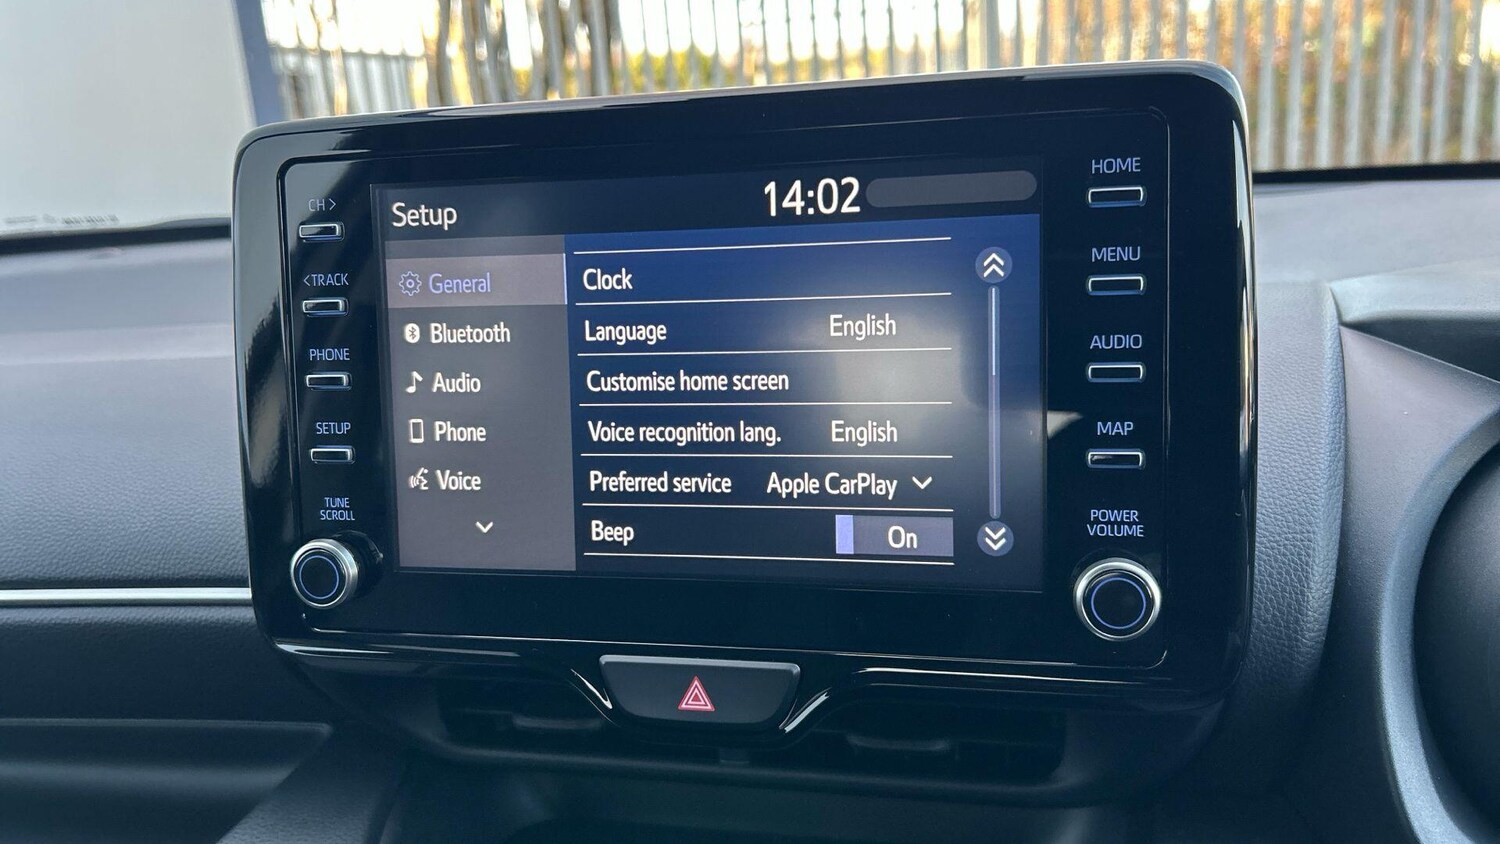 CH >
< TRACK
PHONE
SETUP
TUNE
SCROLL
Setup
14:02
General
Bluetooth
Audio
Phone
Voice
Clock
Language English
Customise home screen
Voice recognition lang. English
Preferred service Apple CarPlay
Beep On
HOME
MENU
AUDIO
MAP
POWER
VOLUME